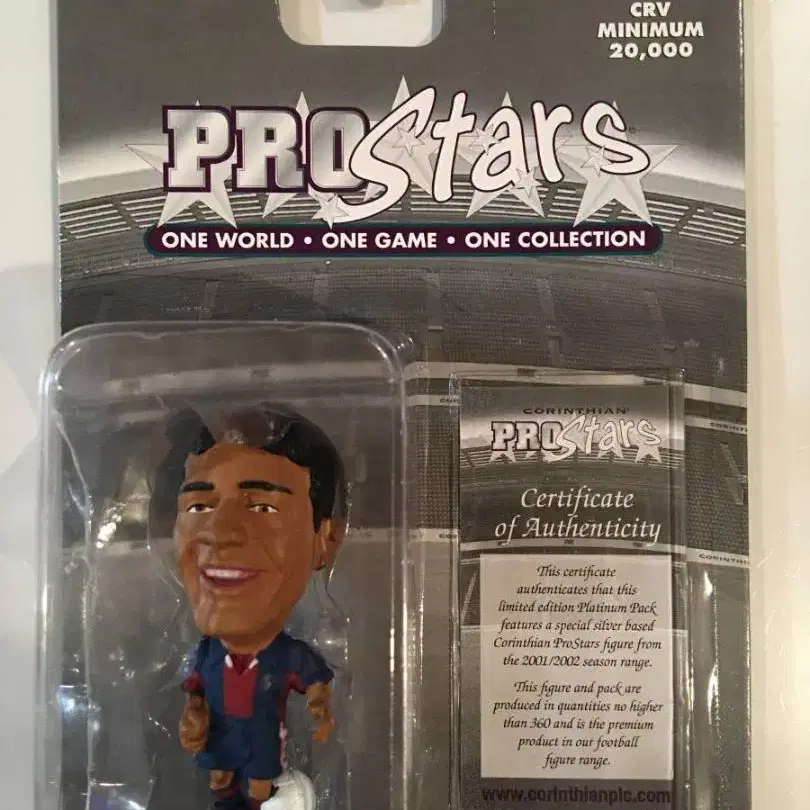 CRV
MINIMUM
20,000
PROStars
ONE WORLD • ONE GAME • ONE COLLECTION
CORINTHIAN
PROStars
Certificate
of Authenticity
This certificate
authenticates that this
limited edition Platinum Pack
features a special silver based
Corinthian ProStars figure from
the 2001/2002 season range.
This figure and pack are
produced in quantities no higher
than 360 and is the premium
product in our football
figure range.
www.corinthianplc.com